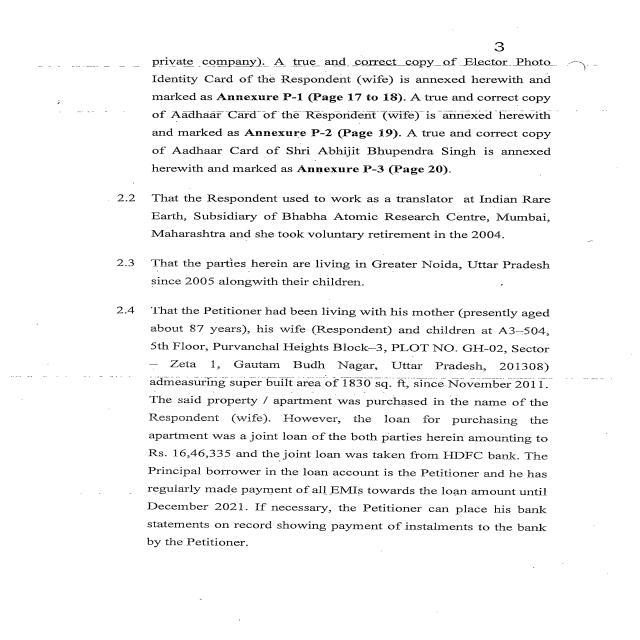 3
private company). A true and correct copy of Elector Photo
Identity Card of the Respondent (wife) is annexed herewith and
marked as Annexure P-1 (Page 17 to 18). A true and correct copy
of Aadhaar Card of the Respondent (wife) is annexed herewith
and marked as Annexure P-2 (Page 19). A true and correct copy
of Aadhaar Card of Shri Abhijit Bhupendra Singh is annexed
herewith and marked as Annexure P-3 (Page 20).
2.2 That the Respondent used to work as a translator at Indian Rare
Earth, Subsidiary of Bhabha Atomic Research Centre, Mumbai,
Maharashtra and she took voluntary retirement in the 2004.
2.3 That the parties herein are living in Greater Noida, Uttar Pradesh
since 2005 alongwith their children.
2.4 That the Petitioner had been living with his mother (presently aged
about 87 years), his wife (Respondent) and children at A3-504,
5th Floor, Purvanchal Heights Block-3, PLOT NO. GH-02, Sector
– Zeta 1, Gautam Budh Nagar, Uttar Pradesh, 201308)
admeasuring super built area of 1830 sq. ft, since November 2011.
The said property / apartment was purchased in the name of the
Respondent (wife). However, the loan for purchasing the
apartment was a joint loan of the both parties herein amounting to
Rs. 16,46,335 and the joint loan was taken from HDFC bank. The
Principal borrower in the loan account is the Petitioner and he has
regularly made payment of all EMIs towards the loan amount until
December 2021. If necessary, the Petitioner can place his bank
statements on record showing payment of instalments to the bank
by the Petitioner.